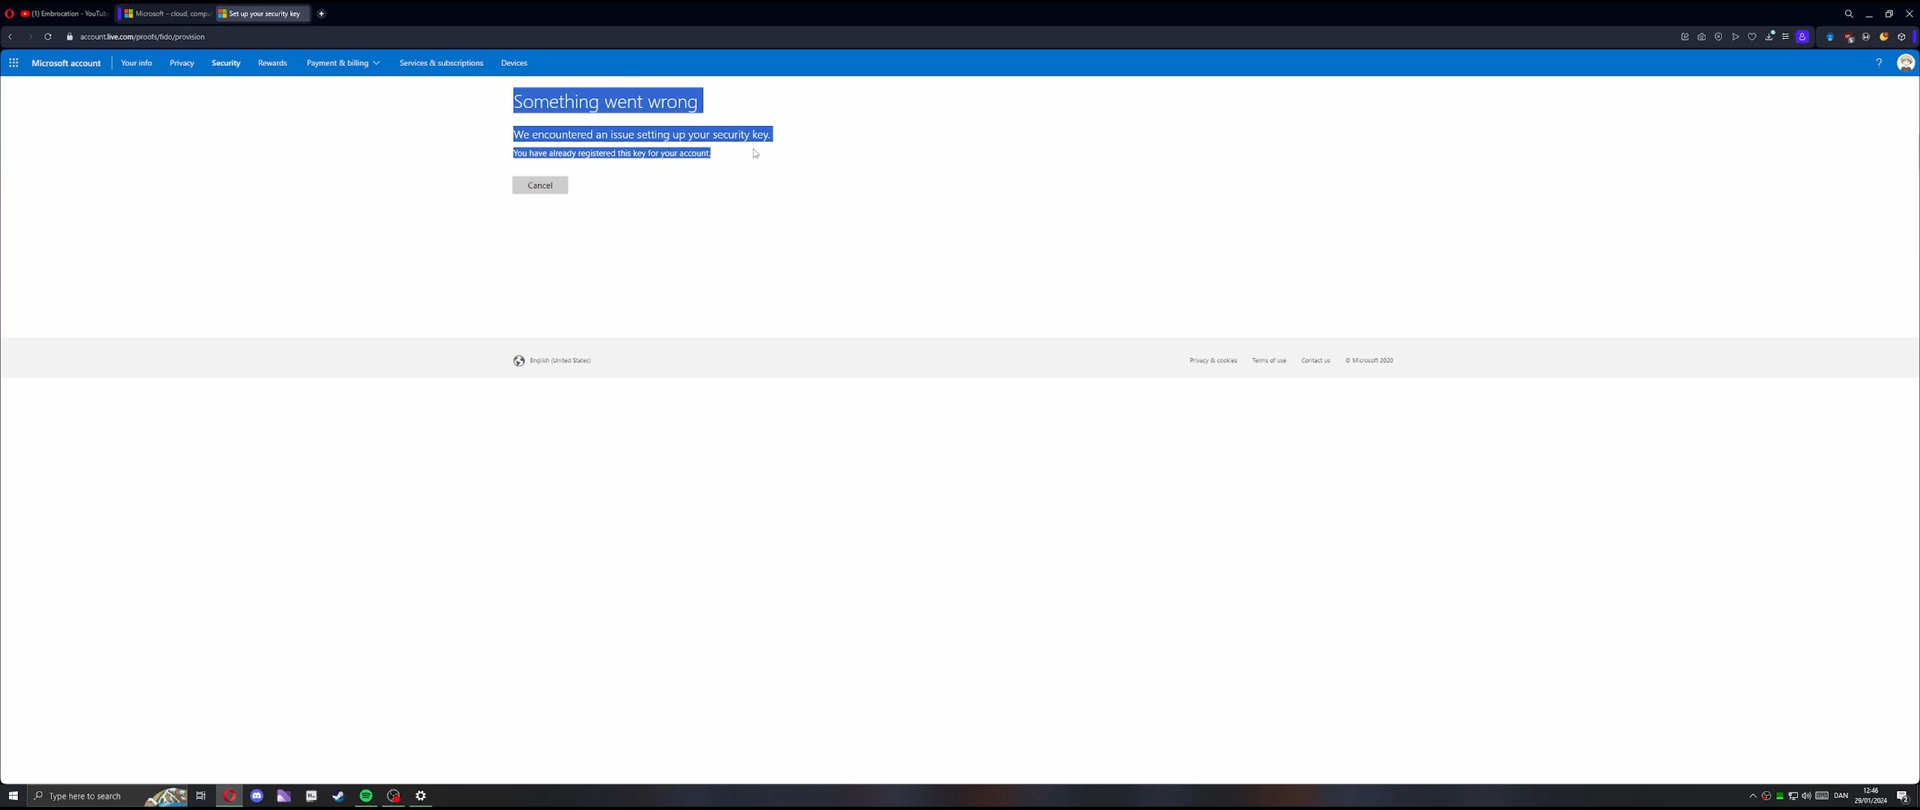 (1) Embrocation - YouTub
Microsoft – cloud, comp
Set up your security key
account.live.com/proofs/fido/provision
Microsoft account
Your info
Privacy
Security
Rewards
Payment & billing
Services & subscriptions
Devices
?
Something went wrong
We encountered an issue setting up your security key.
You have already registered this key for your account.
Cancel
English (United States)
Privacy & cookies
Terms of use
Contact us
© Microsoft 2020
Type here to search
DAN
12:46
29/01/2024